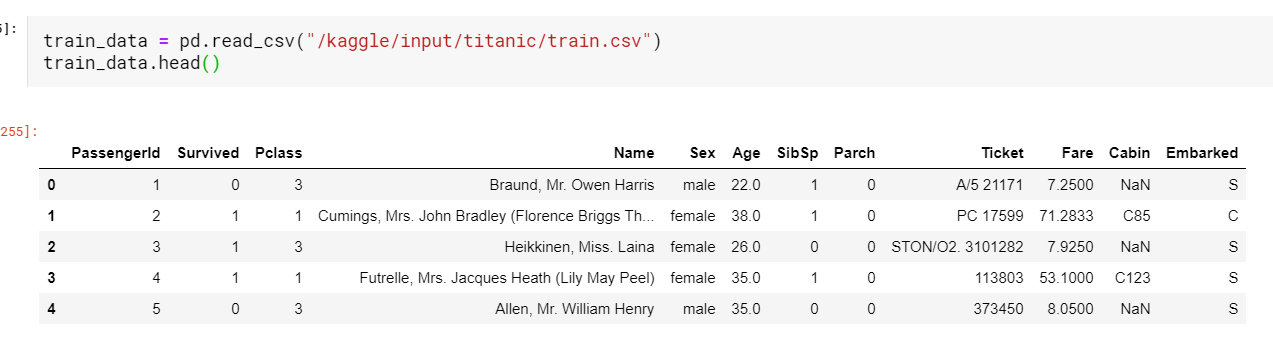 5]:
train_data = pd.read_csv("/kaggle/input/titanic/train.csv")
train_data.head()
255]:
PassengerId Survived Pclass Name Sex Age SibSp Parch Ticket Fare Cabin Embarked
0 1 0 3 Braund, Mr. Owen Harris male 22.0 1 0 A/5 21171 7.2500 NaN S
1 2 1 1 Cumings, Mrs. John Bradley (Florence Briggs Th... female 38.0 1 0 PC 17599 71.2833 C85 C
2 3 1 3 Heikkinen, Miss. Laina female 26.0 0 0 STON/O2. 3101282 7.9250 NaN S
3 4 1 1 Futrelle, Mrs. Jacques Heath (Lily May Peel) female 35.0 1 0 113803 53.1000 C123 S
4 5 0 3 Allen, Mr. William Henry male 35.0 0 0 373450 8.0500 NaN S